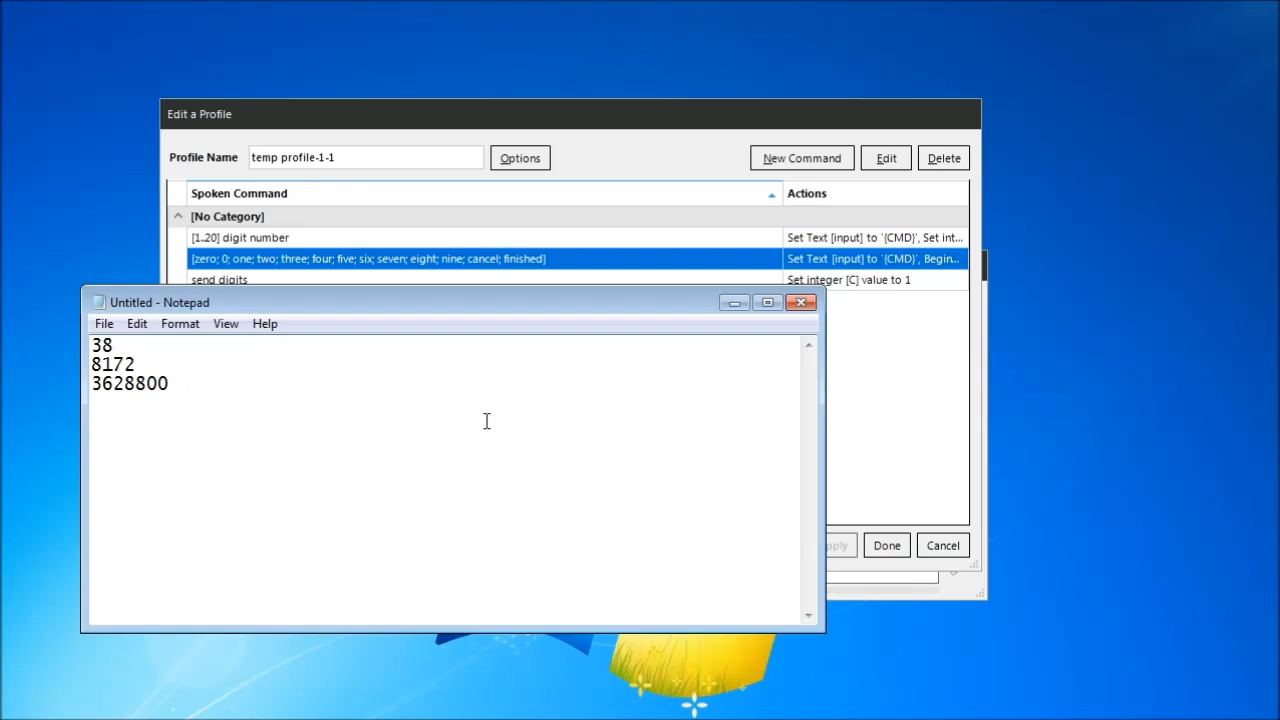 Edit a Profile
Profile Name temp profile-1-1 Options New Command Edit Delete
Spoken Command Actions
[No Category]
[1..20] digit number Set Text [input] to '{CMD}', Set int...
[zero; 0; one; two; three; four; five; six; seven; eight; nine; cancel; finished] Set Text [input] to '{CMD}', Begin...
send digits Set integer [C] value to 1
Untitled - Notepad
File Edit Format View Help
38
8172
3628800
Done Cancel